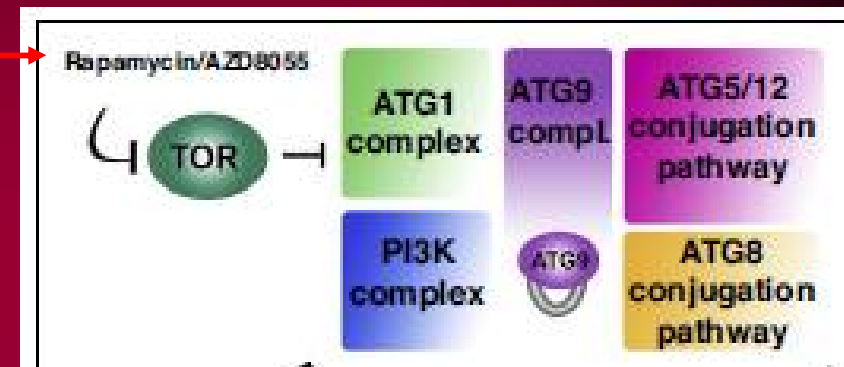 Rapamycin/AZD8055
TOR
ATG1
complex
ATG9
compL
ATG5/12
conjugation
pathway
PI3K
complex
ATG9
ATG8
conjugation
pathway